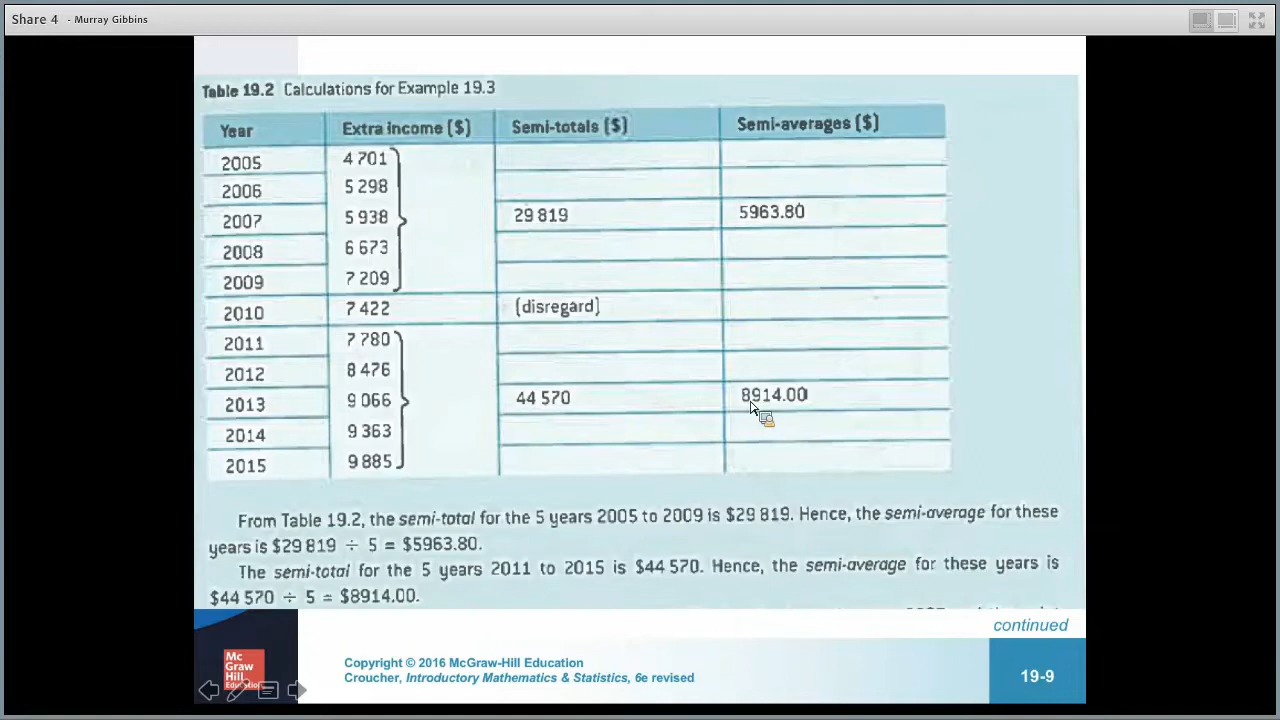 Share 4 - Murray Gibbins
Table 19.2 Calculations for Example 19.3
Year Extra income ($) Semi-totals ($) Semi-averages ($)
2005 4 701
2006 5 298
2007 5 938 29 819 5963.80
2008 6 673
2009 7 209
2010 7 422 (disregard)
2011 7 780
2012 8 476
2013 9 066 44 570 8914.00
2014 9 363
2015 9 885
From Table 19.2, the semi-total for the 5 years 2005 to 2009 is $29 819. Hence, the semi-average for these
years is $29 819 ÷ 5 = $5963.80.
The semi-total for the 5 years 2011 to 2015 is $44 570. Hence, the semi-average for these years is
$44 570 ÷ 5 = $8914.00.
continued
Mc
Graw
Hill
Education
Copyright © 2016 McGraw-Hill Education
Croucher, Introductory Mathematics & Statistics, 6e revised
19-9